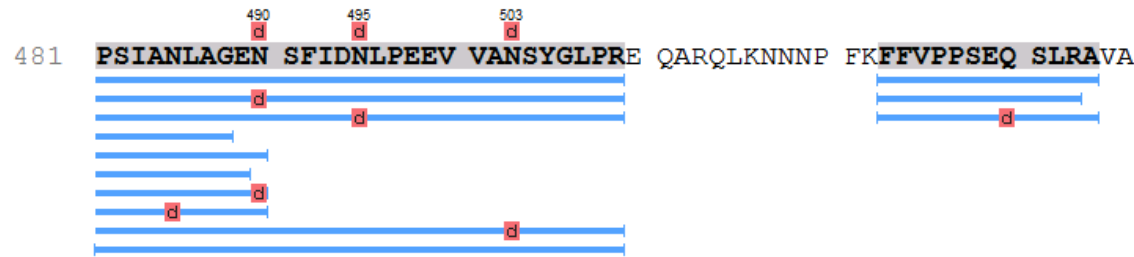 490 495 503
d d d
481 PSIANLAGEN SFIDNLPEEV VANSYGLPRE QARQLKNNNP FKFFVPPSEQ SLRAVA
d
d d
d
d
d